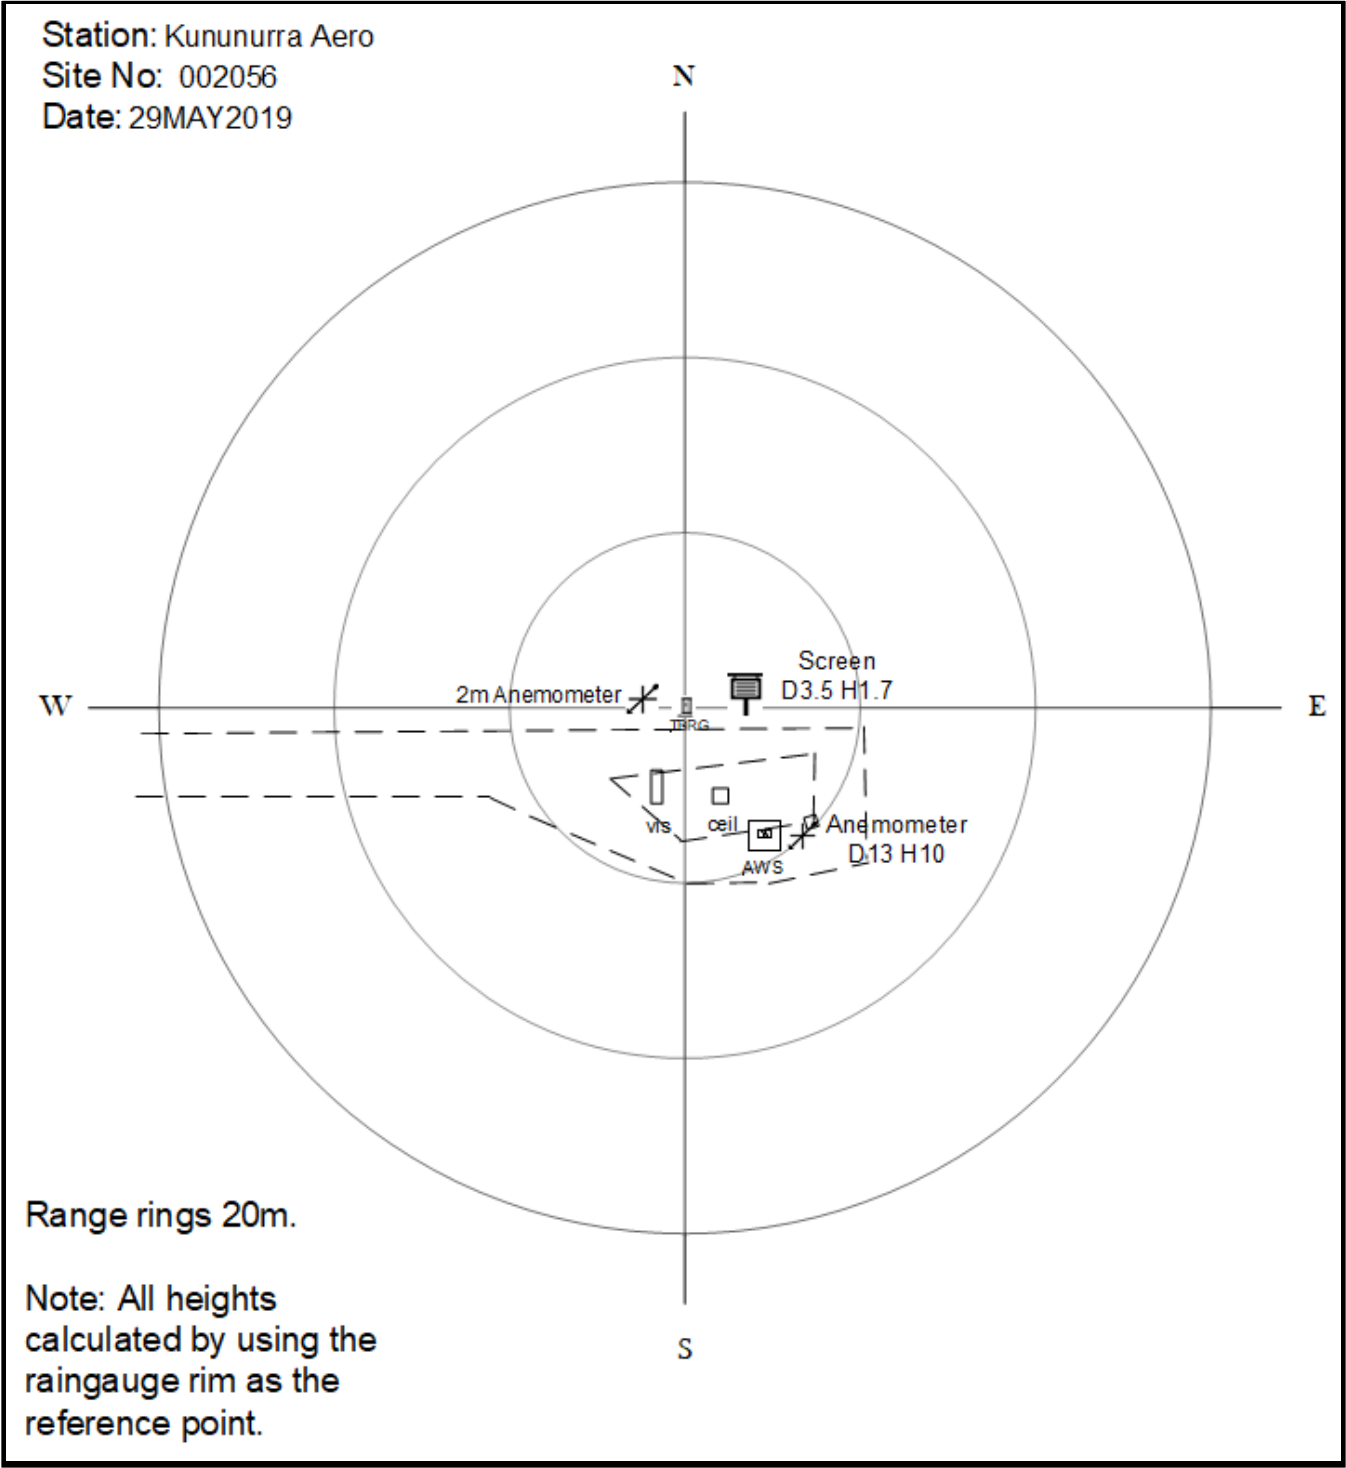 Station: Kununurra Aero
Site No: 002056
Date: 29MAY2019
N
Screen
D3.5 H1.7
2m Anemometer
W
E
TBRG
vis
ceil
Anemometer
D13 H10
AWS
Range rings 20m.
Note: All heights
calculated by using the
raingauge rim as the
reference point.
S